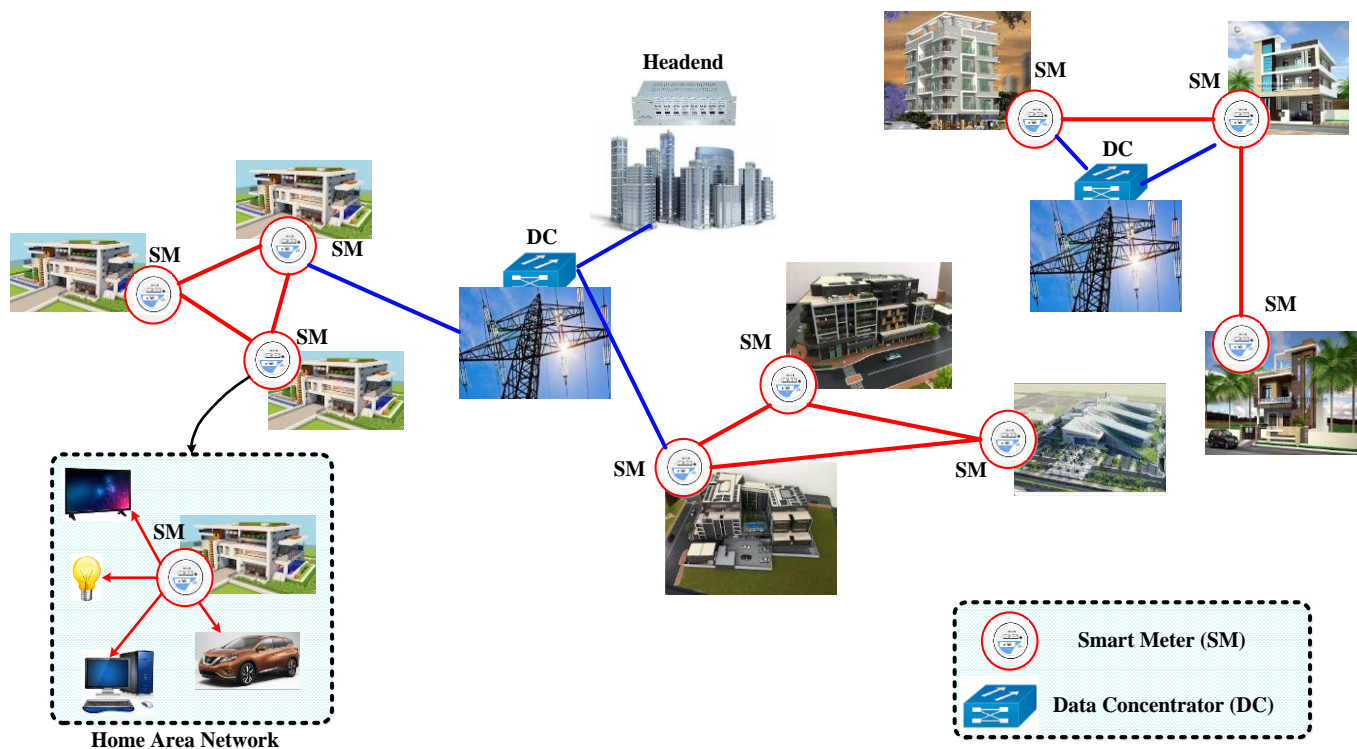 Headend
SM
SM
DC
SM
SM
DC
SM
SM
SM
SM
SM
SM
SM
Smart Meter (SM)
Data Concentrator (DC)
Home Area Network